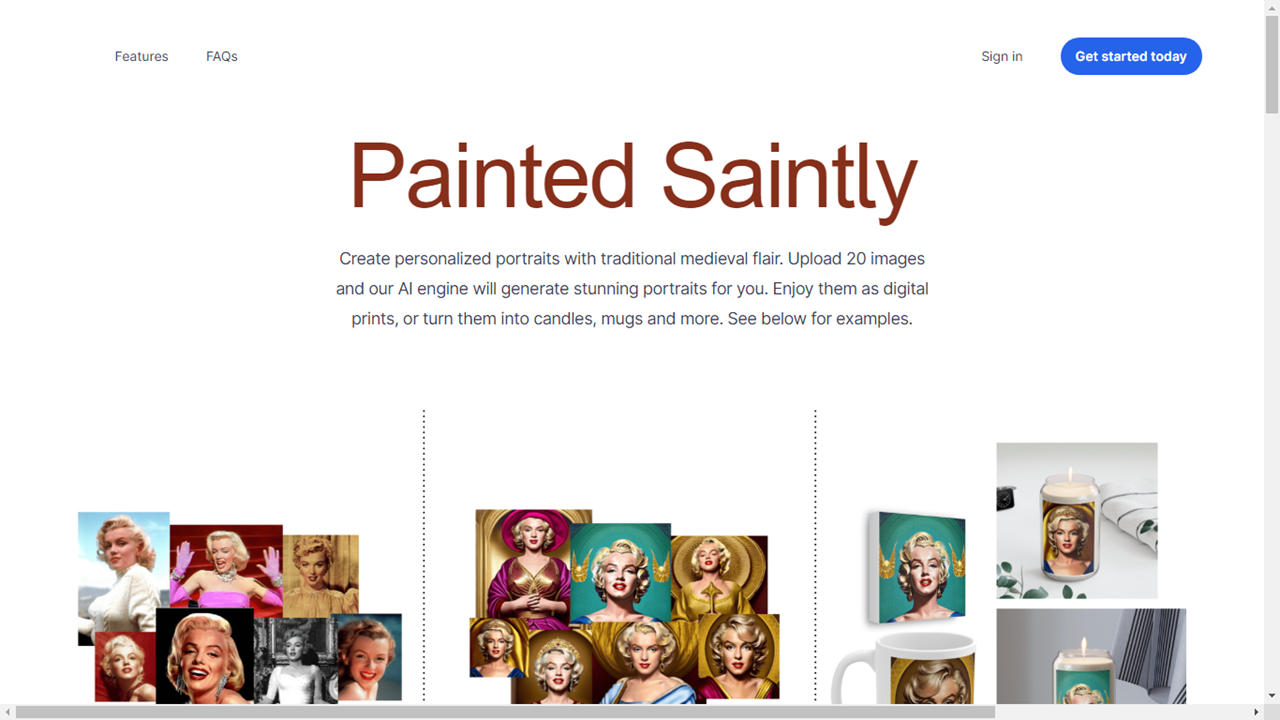 Features
FAQs
Sign in
Get started today
Painted Saintly
Create personalized portraits with traditional medieval flair. Upload 20 images
and our AI engine will generate stunning portraits for you. Enjoy them as digital
prints, or turn them into candles, mugs and more. See below for examples.